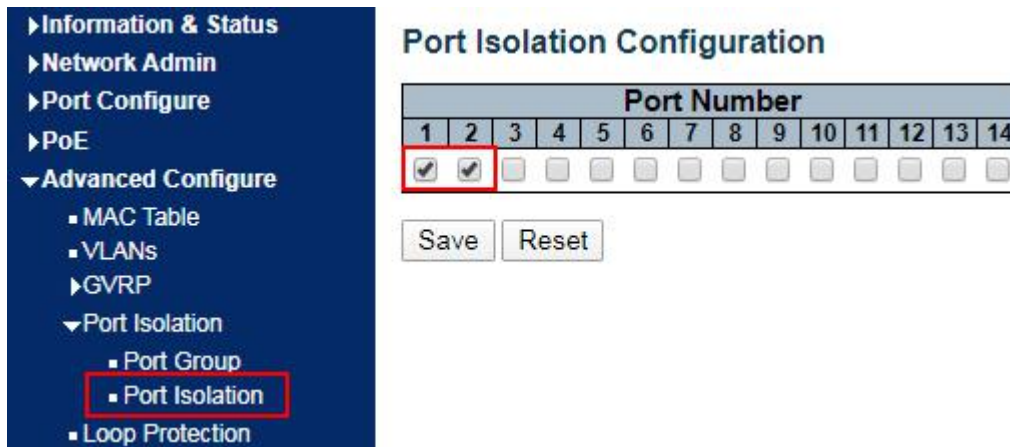 Information & Status
Network Admin
Port Configure
PoE
Advanced Configure
MAC Table
VLANs
GVRP
Port Isolation
Port Group
Port Isolation
Loop Protection
Port Isolation Configuration
Port Number
1 2 3 4 5 6 7 8 9 10 11 12 13 14
Save Reset